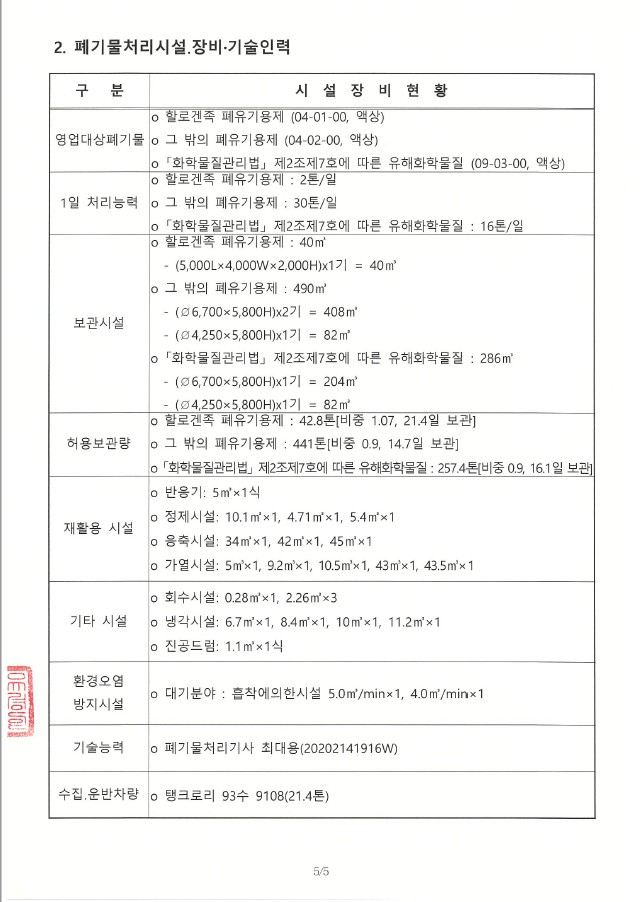 2. 폐기물처리시설.장비·기술인력
구 분
시 설 장 비 현 황
영업대상폐기물
o 할로겐족 폐유기용제 (04-01-00, 액상)
o 그 밖의 폐유기용제 (04-02-00, 액상)
o 「화학물질관리법」 제2조제7호에 따른 유해화학물질 (09-03-00, 액상)
1일 처리능력
o 할로겐족 폐유기용제 : 2톤/일
o 그 밖의 폐유기용제 : 30톤/일
o 「화학물질관리법」 제2조제7호에 따른 유해화학물질 : 16톤/일
보관시설
o 할로겐족 폐유기용제 : 40㎥
- (5,000L×4,000W×2,000H)x1기 = 40㎥
o 그 밖의 폐유기용제 : 490㎥
- (∅6,700×5,800H)x2기 = 408㎥
- (∅4,250×5,800H)x1기 = 82㎥
o 「화학물질관리법」 제2조제7호에 따른 유해화학물질 : 286㎥
- (∅6,700×5,800H)x1기 = 204㎥
- (∅4,250×5,800H)x1기 = 82㎥
허용보관량
o 할로겐족 폐유기용제 : 42.8톤[비중 1.07, 21.4일 보관]
o 그 밖의 폐유기용제 : 441톤[비중 0.9, 14.7일 보관]
o 「화학물질관리법」 제2조제7호에 따른 유해화학물질 : 257.4톤[비중 0.9, 16.1일 보관]
재활용 시설
o 반응기: 5㎥×1식
o 정제시설: 10.1㎥×1, 4.71㎥×1, 5.4㎥×1
o 응축시설: 34㎥×1, 42㎥×1, 45㎥×1
o 가열시설: 5㎥×1, 9.2㎥×1, 10.5㎥×1, 43㎥×1, 43.5㎥×1
기타 시설
o 회수시설: 0.28㎥×1, 2.26㎥×3
o 냉각시설: 6.7㎥×1, 8.4㎥×1, 10㎥×1, 11.2㎥×1
o 진공드럼: 1.1㎥×1식
환경오염
방지시설
o 대기분야 : 흡착에의한시설 5.0㎥/min×1, 4.0㎥/min×1
기술능력
o 폐기물처리기사 최대용(20202141916W)
수집.운반차량
o 탱크로리 93수 9108(21.4톤)
5/5